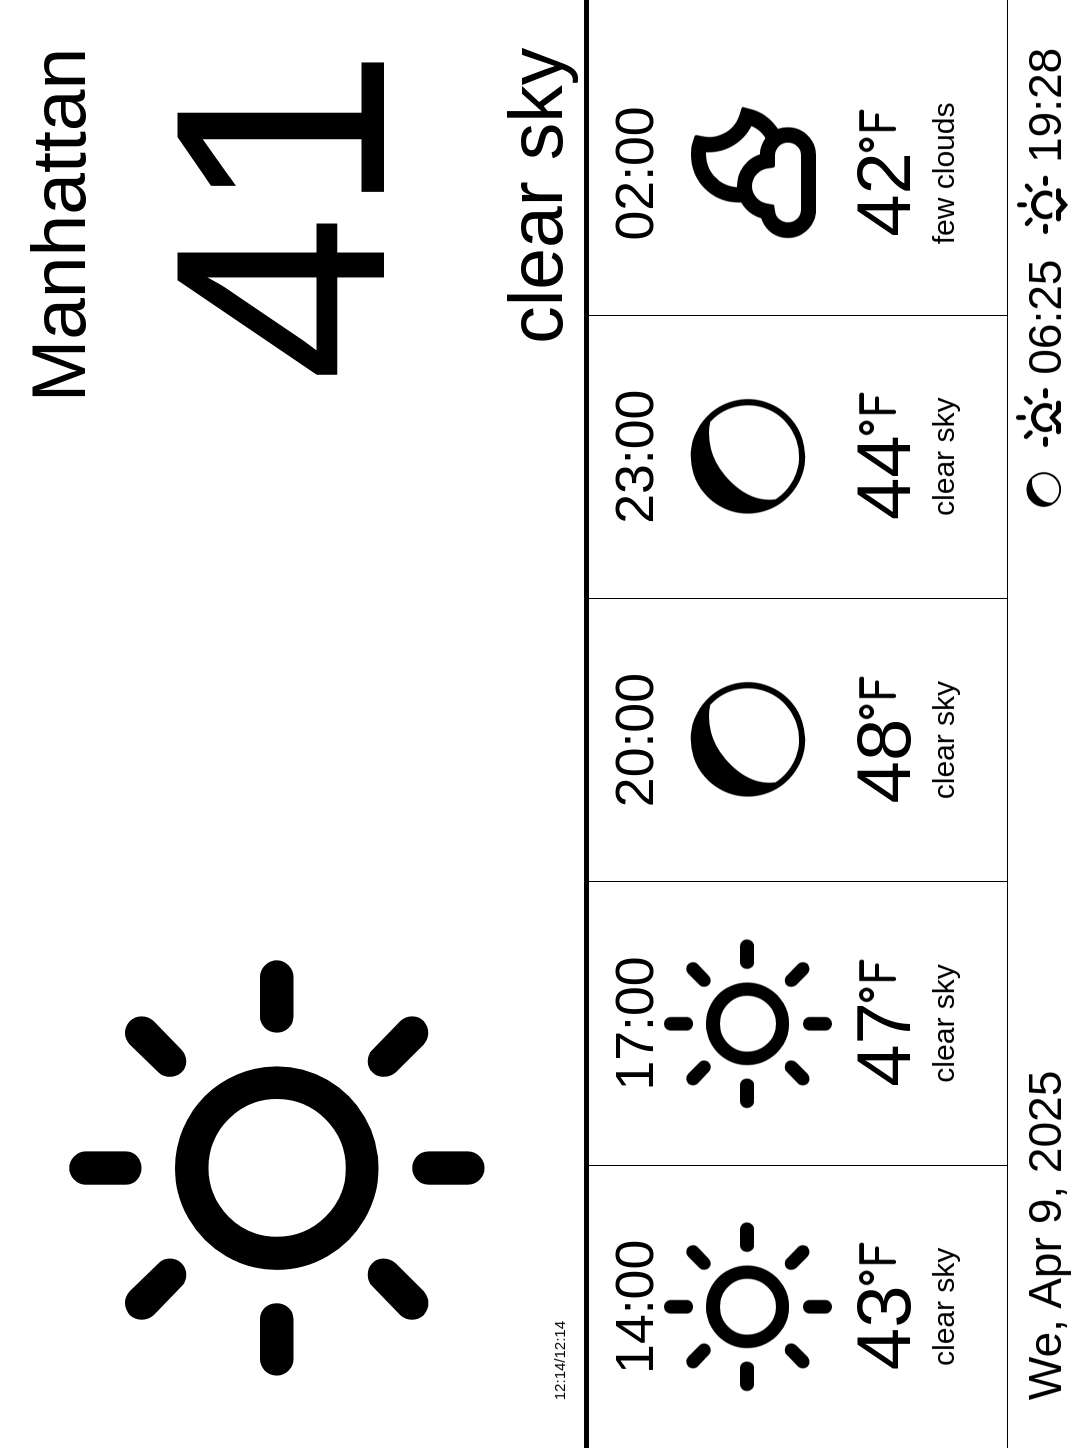 Manhattan
41
clear sky
12:14/12:14
14:00
43°F
clear sky
17:00
47°F
clear sky
20:00
48°F
clear sky
23:00
44°F
clear sky
02:00
42°F
few clouds
We, Apr 9, 2025
06:25 19:28